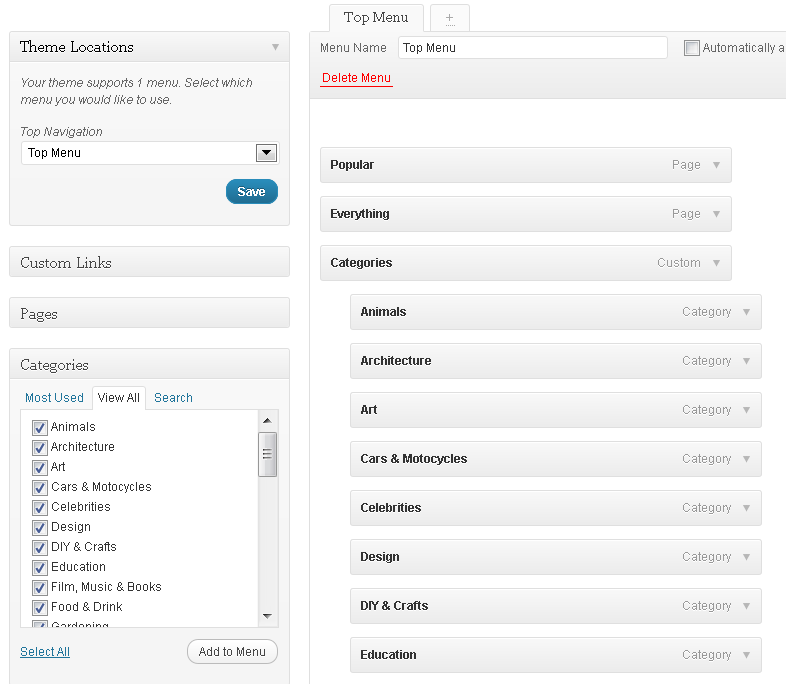 Theme Locations
Your theme supports 1 menu. Select which
menu you would like to use.
Top Navigation
Top Menu
Save
Custom Links
Pages
Categories
Most Used View All Search
Animals
Architecture
Art
Cars & Motocycles
Celebrities
Design
DIY & Crafts
Education
Film, Music & Books
Food & Drink
Gardening
Select All Add to Menu
Top Menu +
Menu Name Top Menu Automatically a
Delete Menu
Popular Page
Everything Page
Categories Custom
Animals Category
Architecture Category
Art Category
Cars & Motocycles Category
Celebrities Category
Design Category
DIY & Crafts Category
Education Category